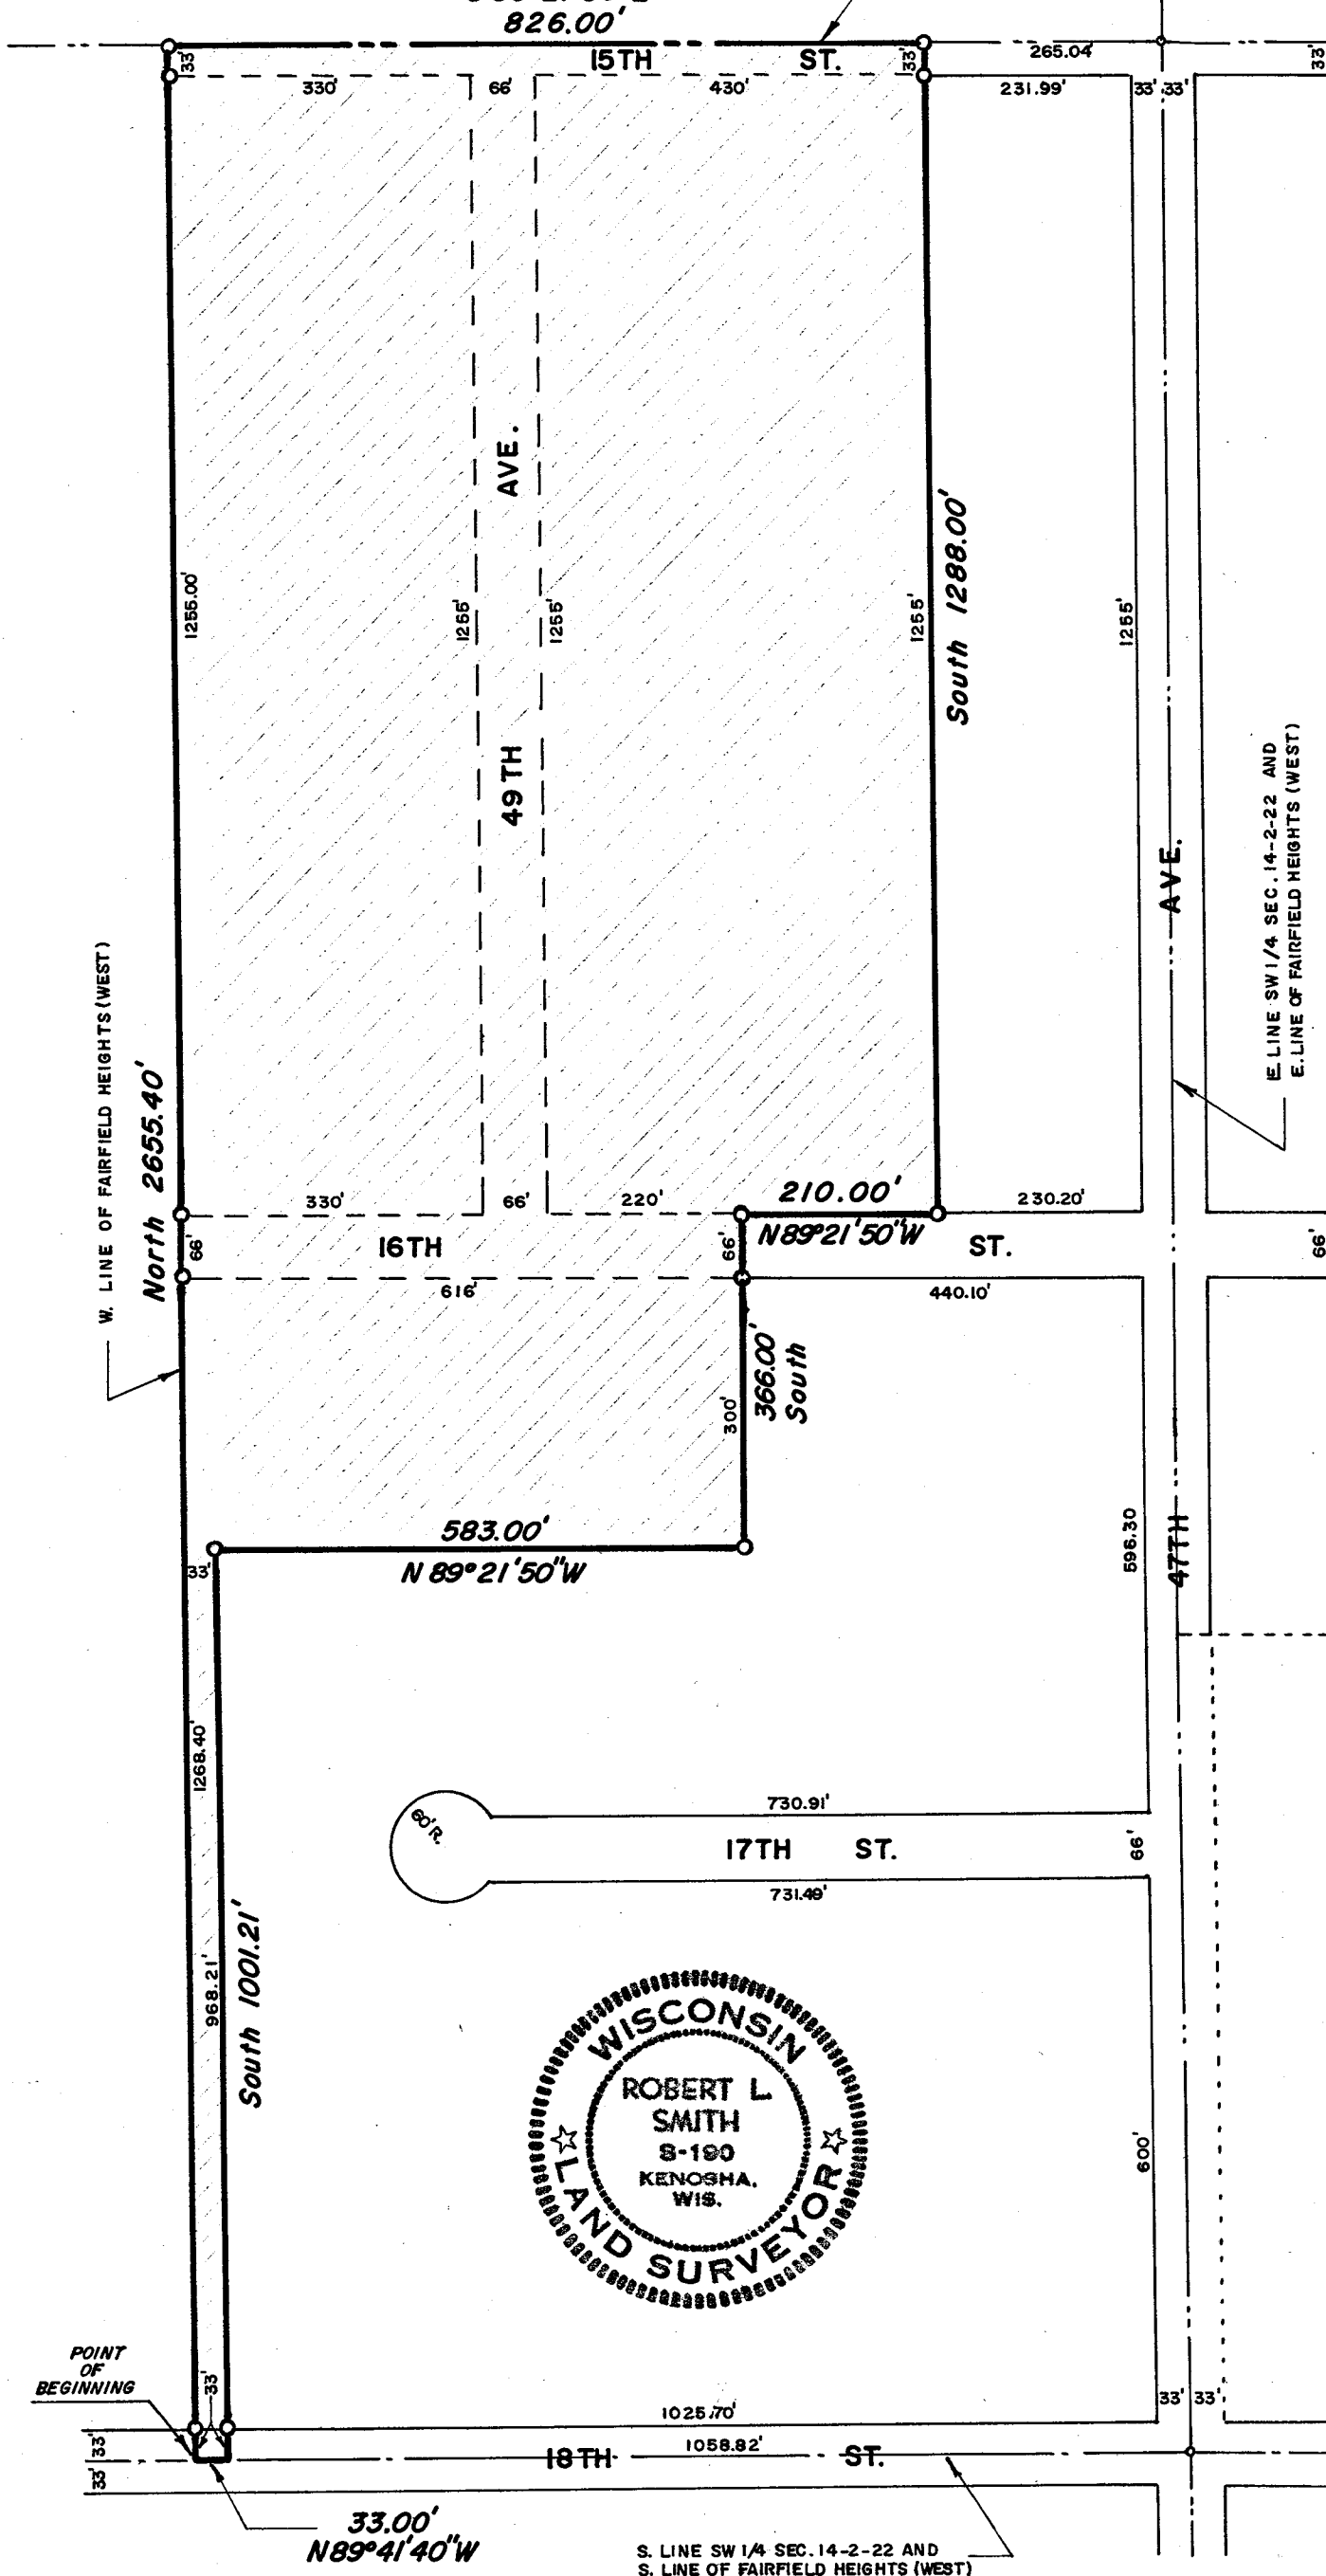 826.00'
33'
15TH ST.
33'
265.04'
33'
330'
66'
430'
231.99'
33' 33'
49TH AVE.
1255.00'
1255'
1255'
1255'
South 1288.00'
1255'
AVE.
E. LINE SW 1/4 SEC. 14-2-22 AND
E. LINE OF FAIRFIELD HEIGHTS (WEST)
W. LINE OF FAIRFIELD HEIGHTS (WEST)
North 2655.40'
330'
66'
220'
210.00'
230.20'
N89°21'50"W
66'
16TH
66'
ST.
66'
616'
440.10'
300'
366.00'
South
583.00'
N 89°21'50"W
33'
596.30
47TH
1268.40'
60'R.
730.91'
17TH ST.
66'
731.49'
968.21'
South 1001.21'
WISCONSIN
ROBERT L
SMITH
S-190
KENOSHA,
WIS.
LAND SURVEYOR
600'
POINT
OF
BEGINNING
33'
33' 33'
1025.70'
33'
18TH
1058.82'
ST.
33'
33.00'
N89°41'40"W
S. LINE SW 1/4 SEC. 14-2-22 AND
S. LINE OF FAIRFIELD HEIGHTS (WEST)